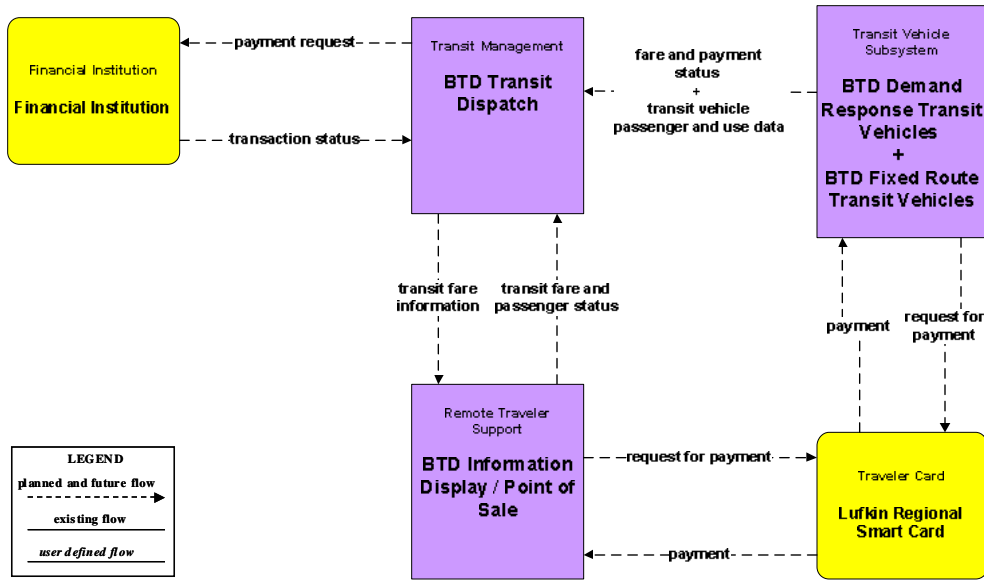 Financial Institution
Financial Institution
payment request
transaction status
Transit Management
BTD Transit
Dispatch
fare and payment
status
+
transit vehicle
passenger and use data
Transit Vehicle
Subsystem
BTD Demand
Response Transit
Vehicles
+
BTD Fixed Route
Transit Vehicles
transit fare
information
transit fare and
passenger status
payment
request for
payment
Remote Traveler
Support
BTD Information
Display / Point of
Sale
request for payment
payment
Traveler Card
Lufkin Regional
Smart Card
LEGEND
planned and future flow
existing flow
user defined flow